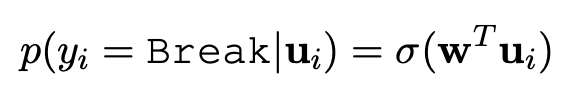 p(y_i = Break|u_i) = σ(w^T u_i)